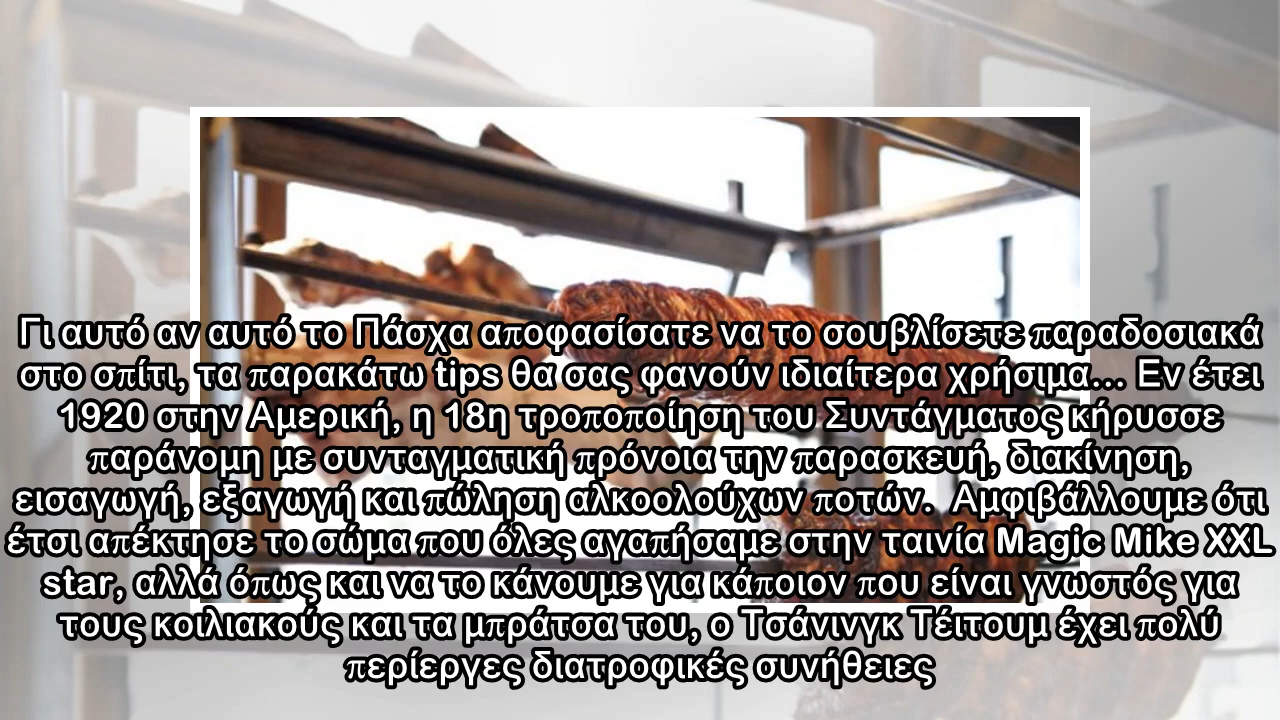 Γι αυτό αν αυτό το Πάσχα αποφασίσατε να το σουβλίσετε παραδοσιακά
στο σπίτι, τα παρακάτω tips θα σας φανούν ιδιαίτερα χρήσιμα... Εν έτει
1920 στην Αμερική, η 18η τροποποίηση του Συντάγματος κήρυσσε
παράνομη με συνταγματική πρόνοια την παρασκευή, διακίνηση,
εισαγωγή, εξαγωγή και πώληση αλκοολούχων ποτών.  Αμφιβάλλουμε ότι
έτσι απέκτησε το σώμα που όλες αγαπήσαμε στην ταινία Magic Mike XXL
star, αλλά όπως και να το κάνουμε για κάποιον που είναι γνωστός για
τους κοιλιακούς και τα μπράτσα του, ο Τσάνινγκ Τέιτουμ έχει πολύ
περίεργες διατροφικές συνήθειες